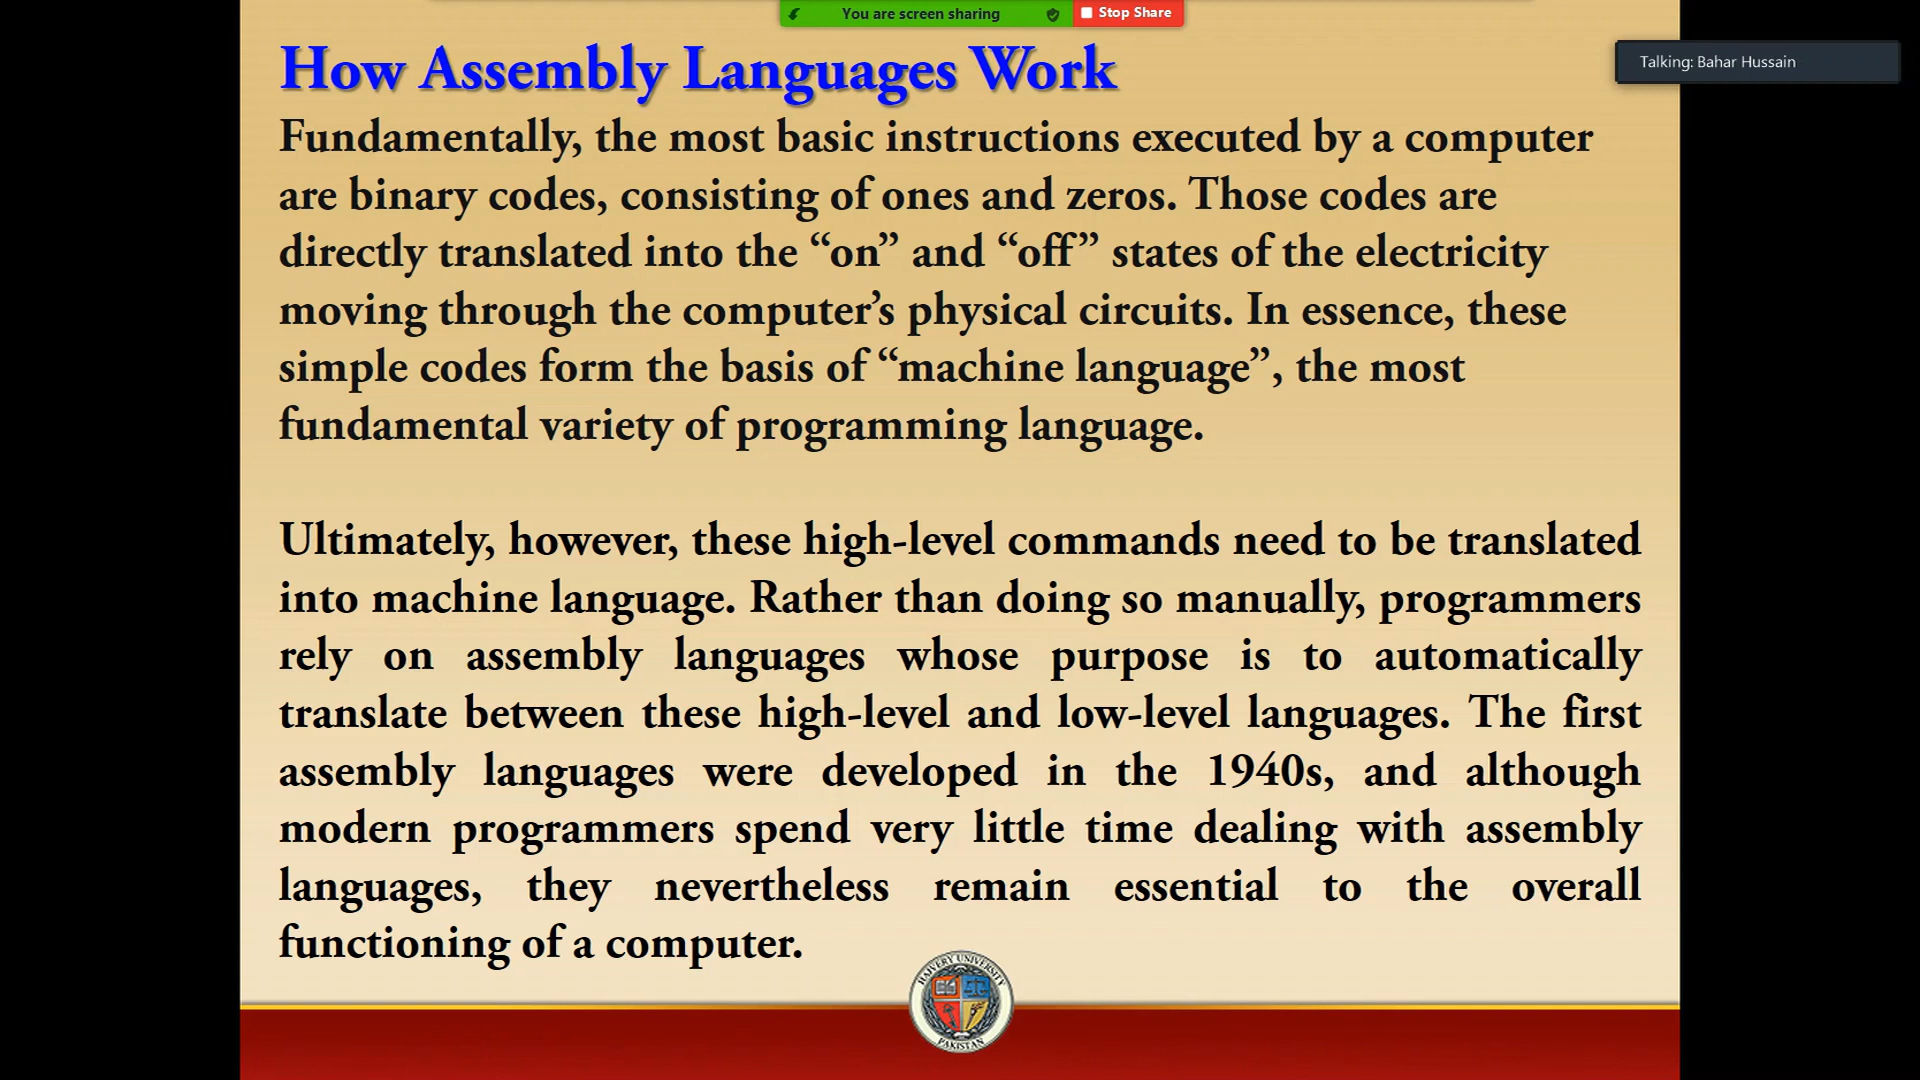 You are screen sharing
Stop Share
Talking: Bahar Hussain
How Assembly Languages Work
Fundamentally, the most basic instructions executed by a computer
are binary codes, consisting of ones and zeros. Those codes are
directly translated into the “on” and “off” states of the electricity
moving through the computer’s physical circuits. In essence, these
simple codes form the basis of “machine language”, the most
fundamental variety of programming language.
Ultimately, however, these high-level commands need to be translated
into machine language. Rather than doing so manually, programmers
rely on assembly languages whose purpose is to automatically
translate between these high-level and low-level languages. The first
assembly languages were developed in the 1940s, and although
modern programmers spend very little time dealing with assembly
languages, they nevertheless remain essential to the overall
functioning of a computer.
UNIVERSITY
PAKISTAN